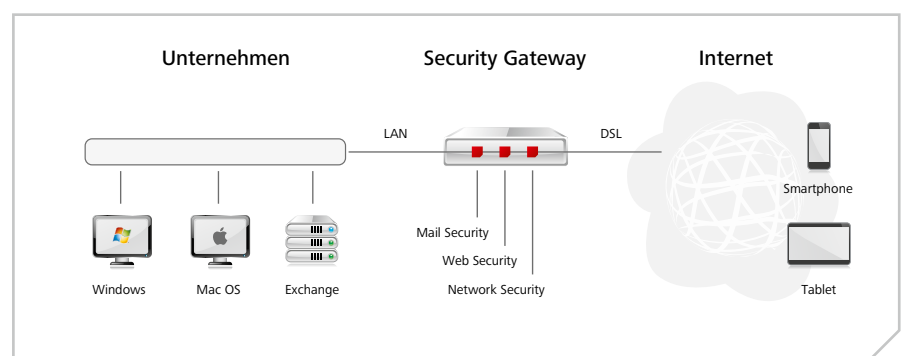 Unternehmen
Security Gateway
Internet
LAN
DSL
Smartphone
Mail Security
Web Security
Windows
Mac OS
Exchange
Network Security
Tablet